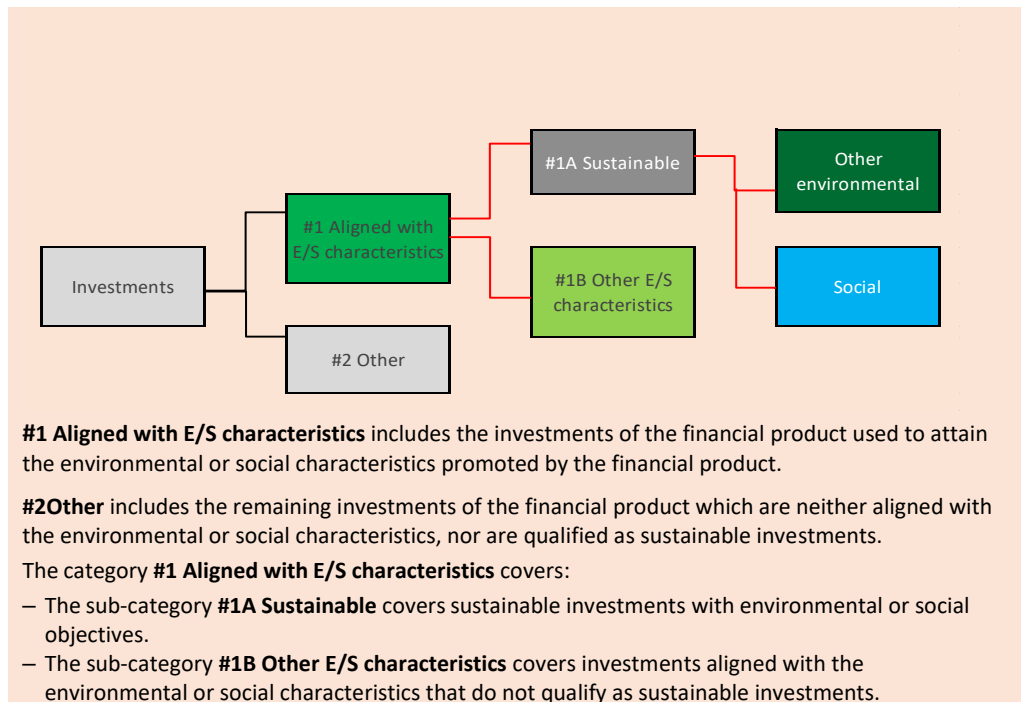 #1A Sustainable
Other
environmental
#1 Aligned with
E/S characteristics
Investments
#1B Other E/S
characteristics
Social
#2 Other
#1 Aligned with E/S characteristics includes the investments of the financial product used to attain
the environmental or social characteristics promoted by the financial product.
#2Other includes the remaining investments of the financial product which are neither aligned with
the environmental or social characteristics, nor are qualified as sustainable investments.
The category #1 Aligned with E/S characteristics covers:
– The sub-category #1A Sustainable covers sustainable investments with environmental or social
objectives.
– The sub-category #1B Other E/S characteristics covers investments aligned with the
environmental or social characteristics that do not qualify as sustainable investments.